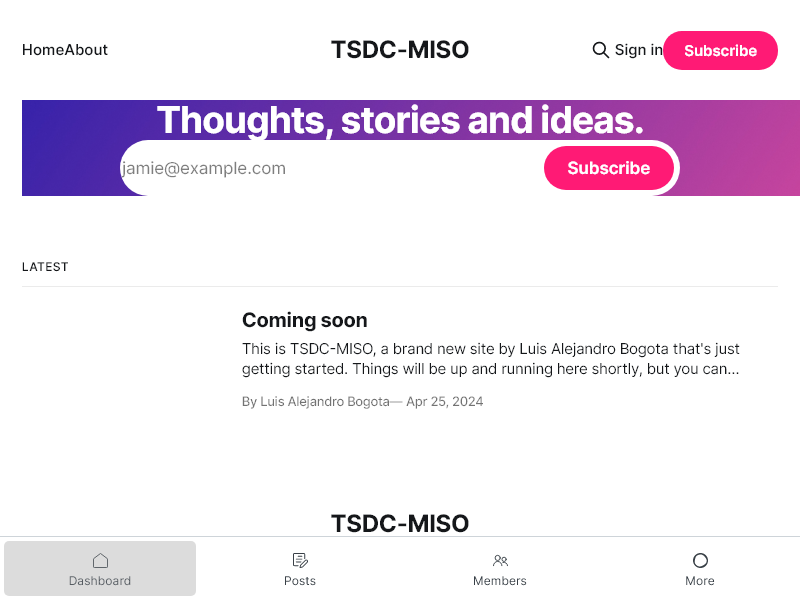 HomeAbout
TSDC-MISO
Sign in
Subscribe
Thoughts, stories and ideas.
jamie@example.com
Subscribe
LATEST
Coming soon
This is TSDC-MISO, a brand new site by Luis Alejandro Bogota that's just
getting started. Things will be up and running here shortly, but you can...
By Luis Alejandro Bogota— Apr 25, 2024
TSDC-MISO
Dashboard
Posts
Members
More